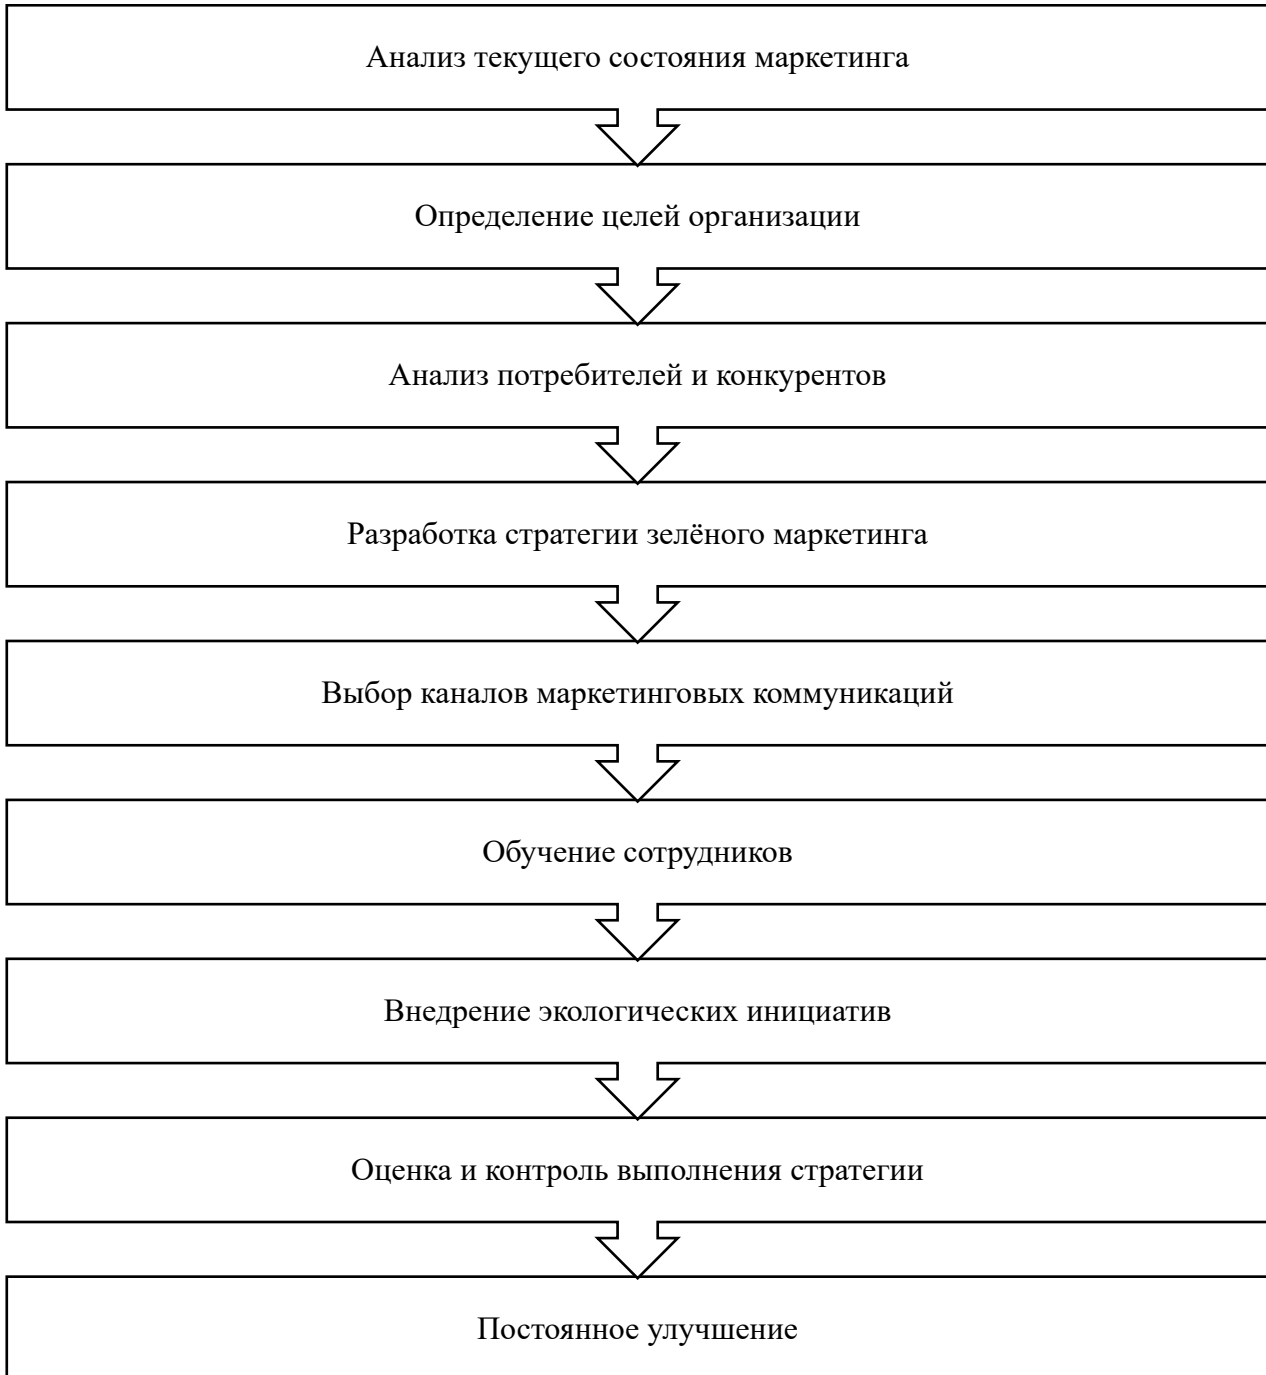 Анализ текущего состояния маркетинга
Определение целей организации
Анализ потребителей и конкурентов
Разработка стратегии зелёного маркетинга
Выбор каналов маркетинговых коммуникаций
Обучение сотрудников
Внедрение экологических инициатив
Оценка и контроль выполнения стратегии
Постоянное улучшение